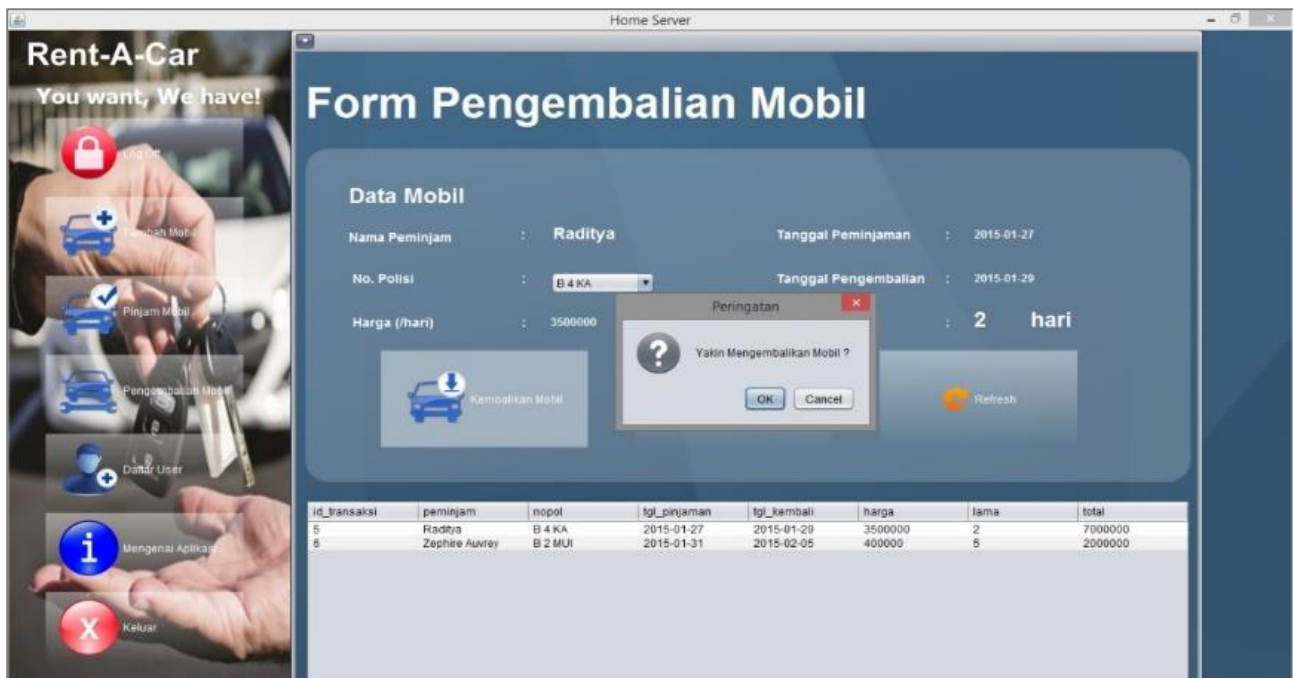 Home Server
Rent-A-Car
You want, We have!
Log Off
Tambah Mobil
Pinjam Mobil
Pengembalian Mobil
Daftar User
Mengenai Aplikasi
Keluar
Form Pengembalian Mobil
Data Mobil
Nama Peminjam : Raditya Tanggal Peminjaman : 2015-01-27
No. Polisi : B 4 KA Tanggal Pengembalian : 2015-01-29
Harga (/hari) : 3500000 : 2 hari
Peringatan
Yakin Mengembalikan Mobil ?
OK Cancel
Kembalikan Mobil Refresh
id_transaksi peminjam nopol tgl_pinjaman tgl_kembali harga lama total
5 Raditya B 4 KA 2015-01-27 2015-01-29 3500000 2 7000000
6 Zephire Auvrey B 2 MUI 2015-01-31 2015-02-05 400000 5 2000000